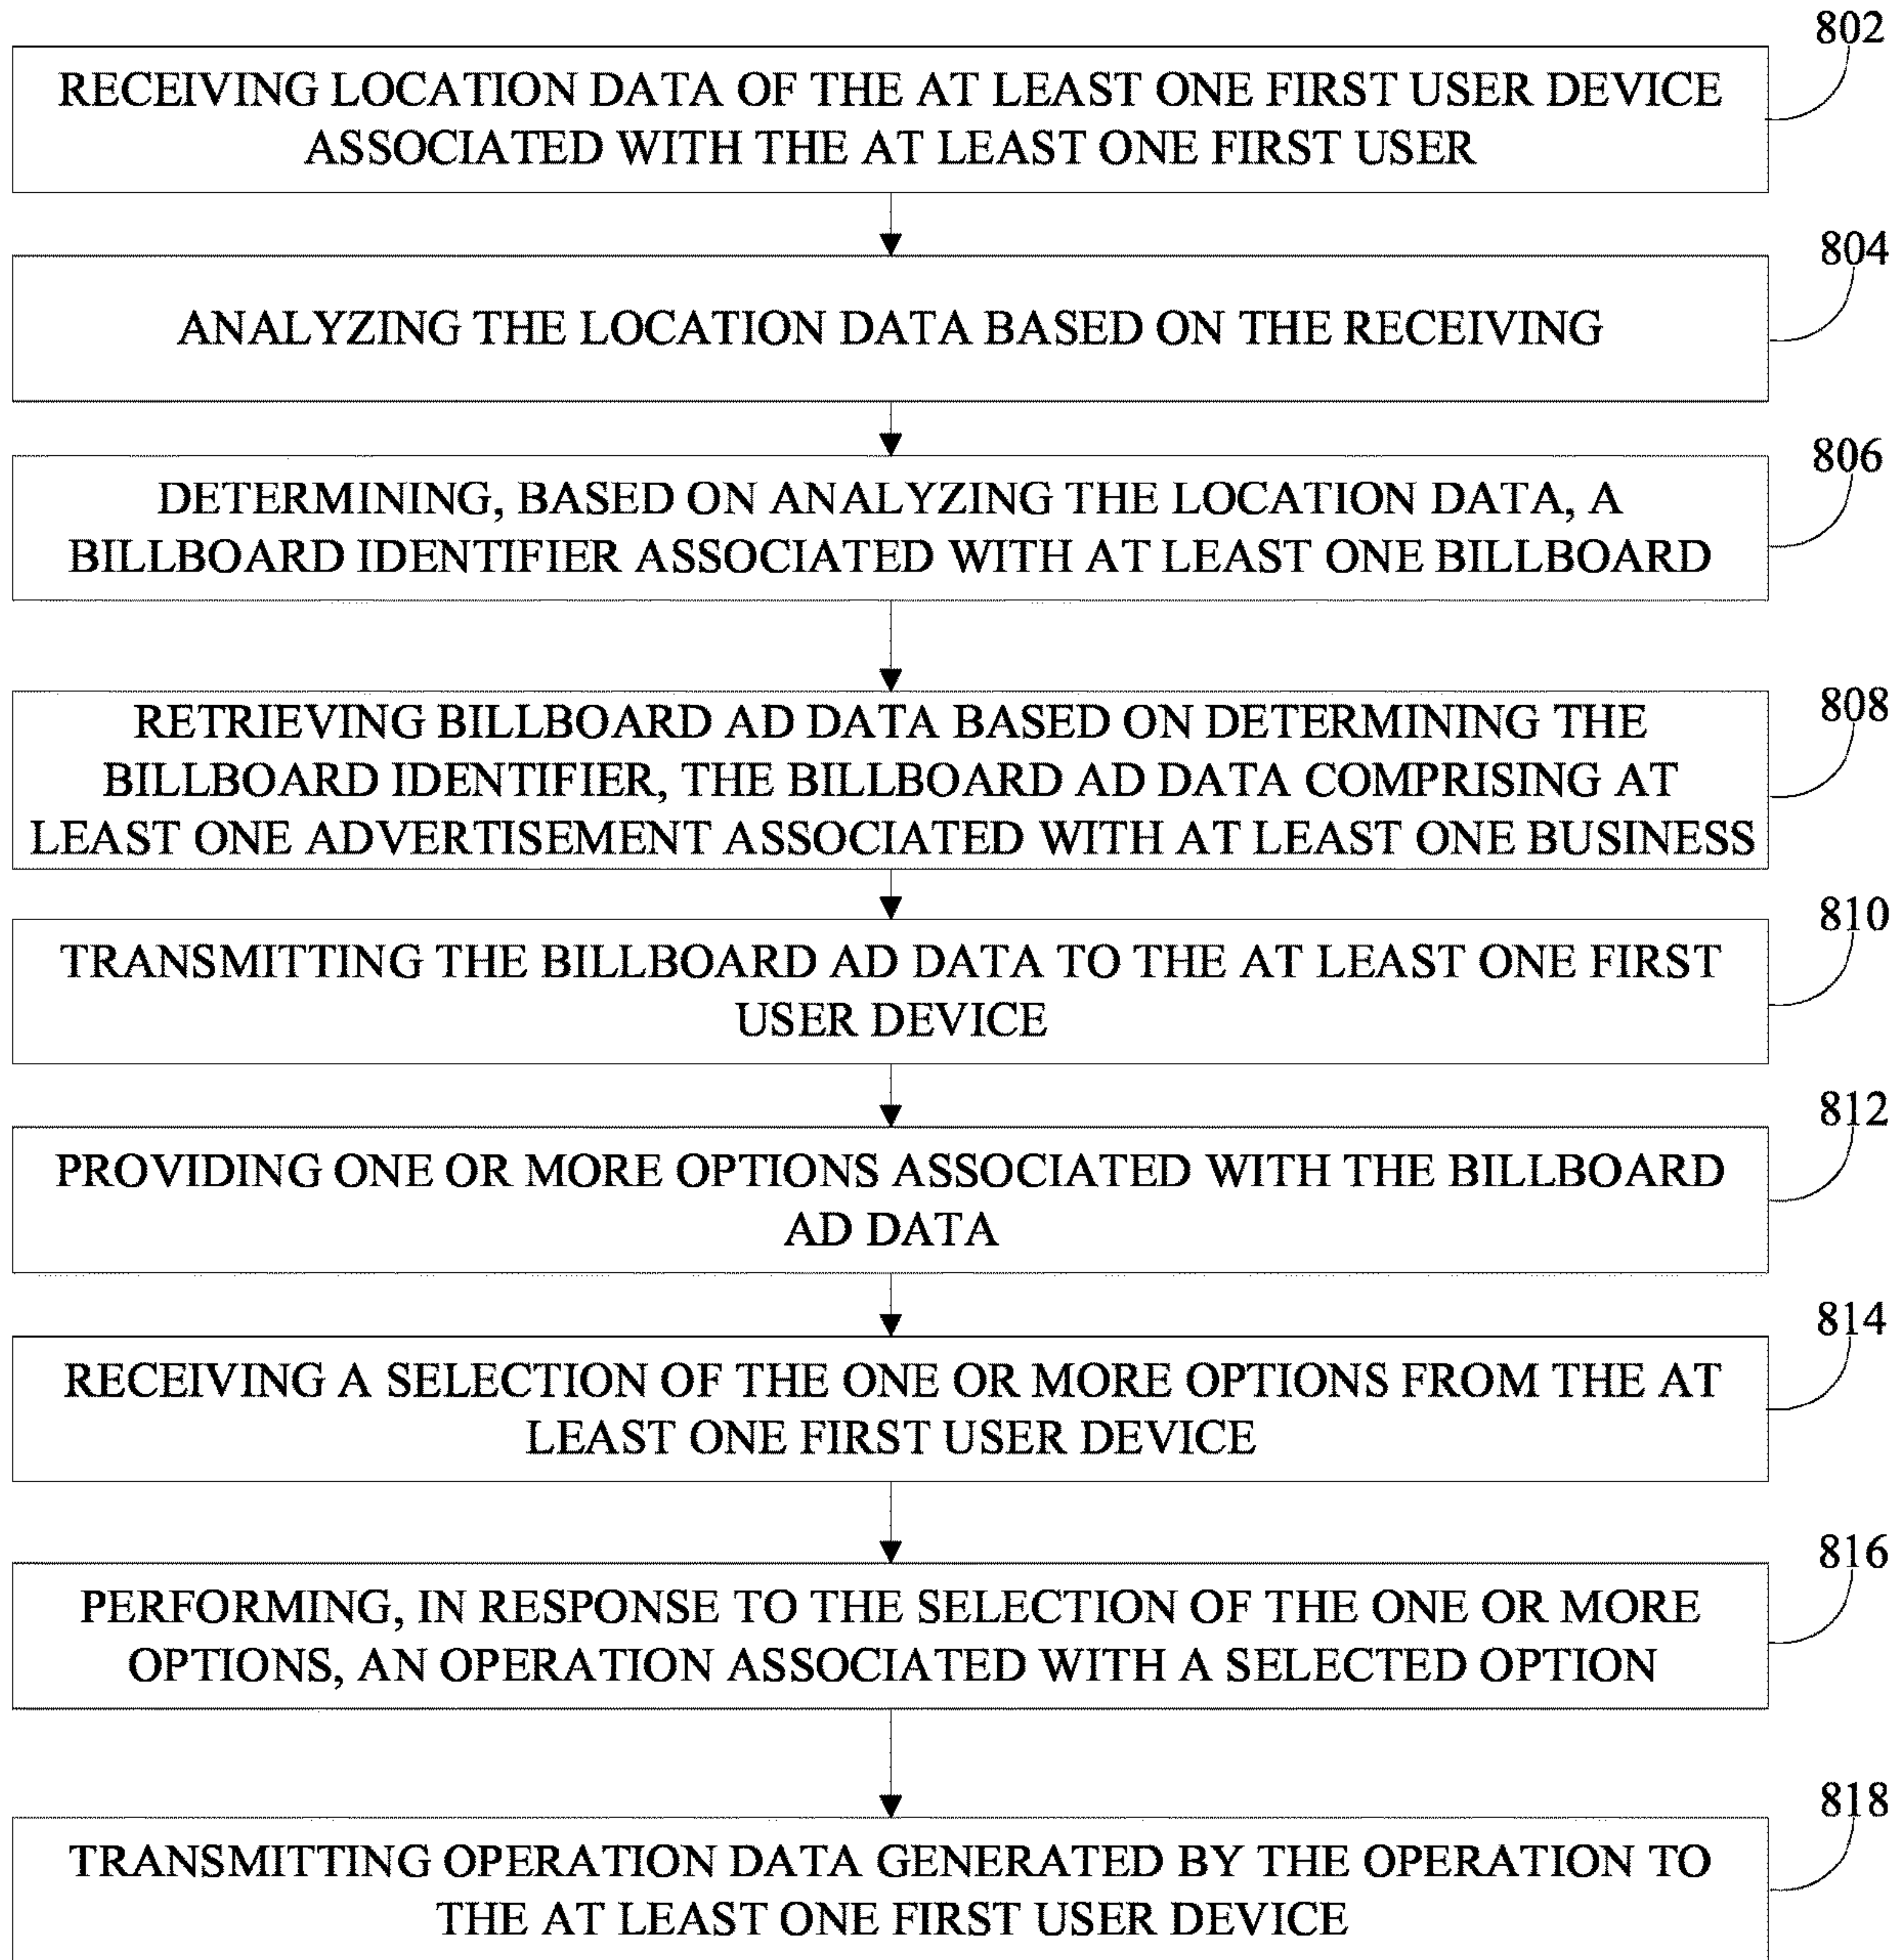 802
RECEIVING LOCATION DATA OF THE AT LEAST ONE FIRST USER DEVICE
ASSOCIATED WITH THE AT LEAST ONE FIRST USER
804
ANALYZING THE LOCATION DATA BASED ON THE RECEIVING
806
DETERMINING, BASED ON ANALYZING THE LOCATION DATA, A
BILLBOARD IDENTIFIER ASSOCIATED WITH AT LEAST ONE BILLBOARD
808
RETRIEVING BILLBOARD AD DATA BASED ON DETERMINING THE
BILLBOARD IDENTIFIER, THE BILLBOARD AD DATA COMPRISING AT
LEAST ONE ADVERTISEMENT ASSOCIATED WITH AT LEAST ONE BUSINESS
810
TRANSMITTING THE BILLBOARD AD DATA TO THE AT LEAST ONE FIRST
USER DEVICE
812
PROVIDING ONE OR MORE OPTIONS ASSOCIATED WITH THE BILLBOARD
AD DATA
814
RECEIVING A SELECTION OF THE ONE OR MORE OPTIONS FROM THE AT
LEAST ONE FIRST USER DEVICE
816
PERFORMING, IN RESPONSE TO THE SELECTION OF THE ONE OR MORE
OPTIONS, AN OPERATION ASSOCIATED WITH A SELECTED OPTION
818
TRANSMITTING OPERATION DATA GENERATED BY THE OPERATION TO
THE AT LEAST ONE FIRST USER DEVICE